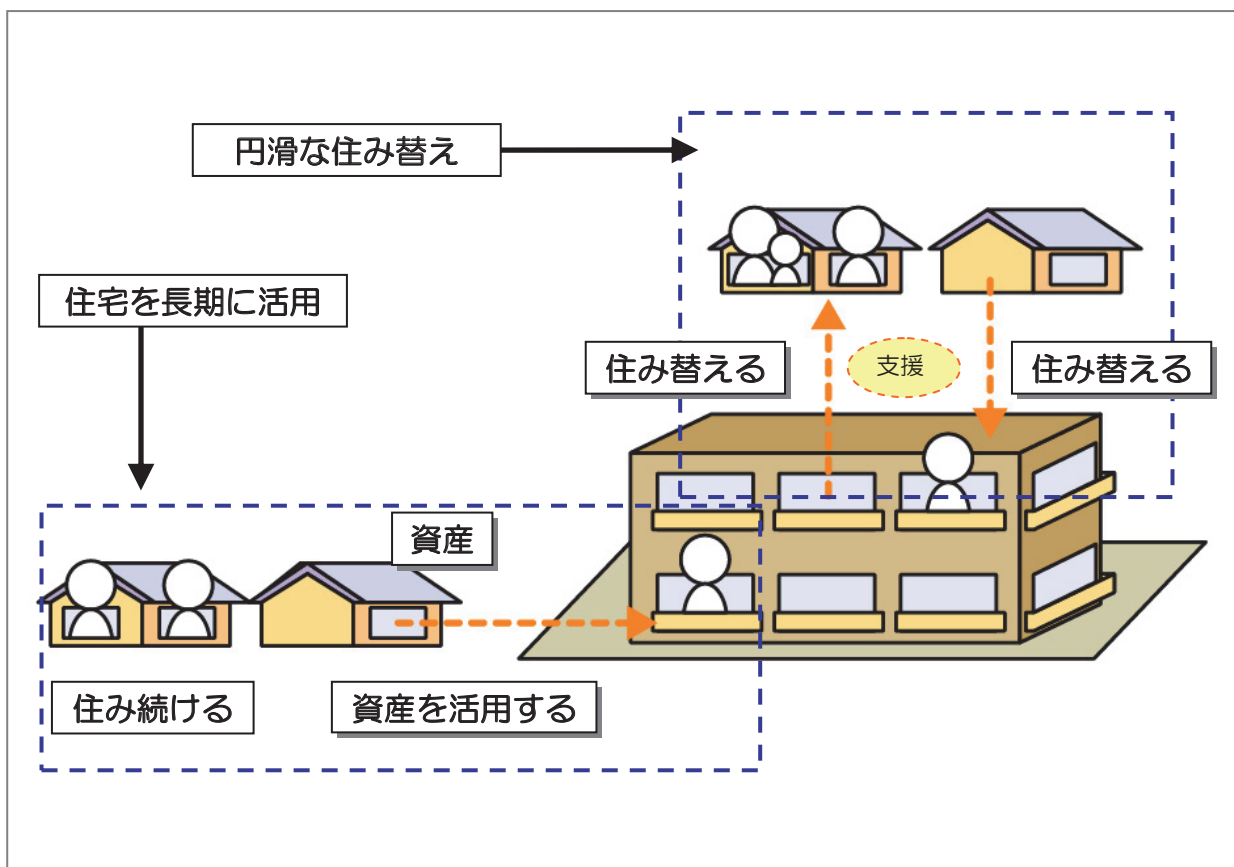 円滑な住み替え
住宅を長期に活用
住み替える
支援
住み替える
資産
住み続ける
資産を活用する